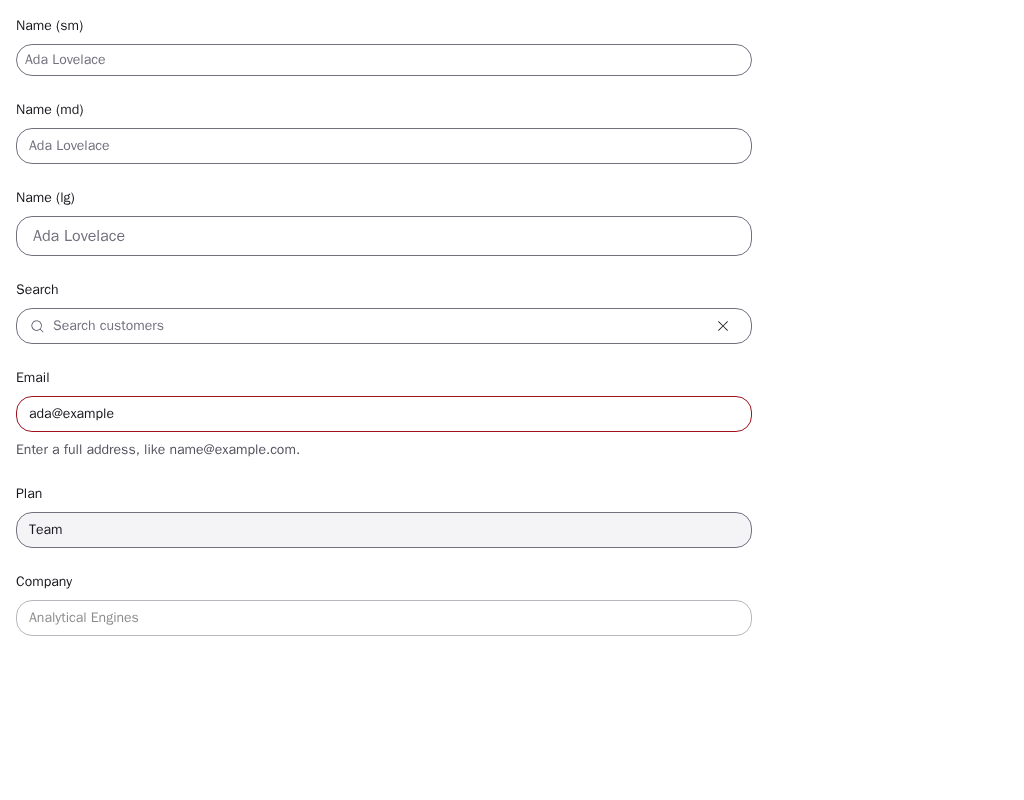 Name (sm)
Ada Lovelace
Name (md)
Ada Lovelace
Name (lg)
Ada Lovelace
Search
Search customers
Email
ada@example
Enter a full address, like name@example.com.
Plan
Team
Company
Analytical Engines